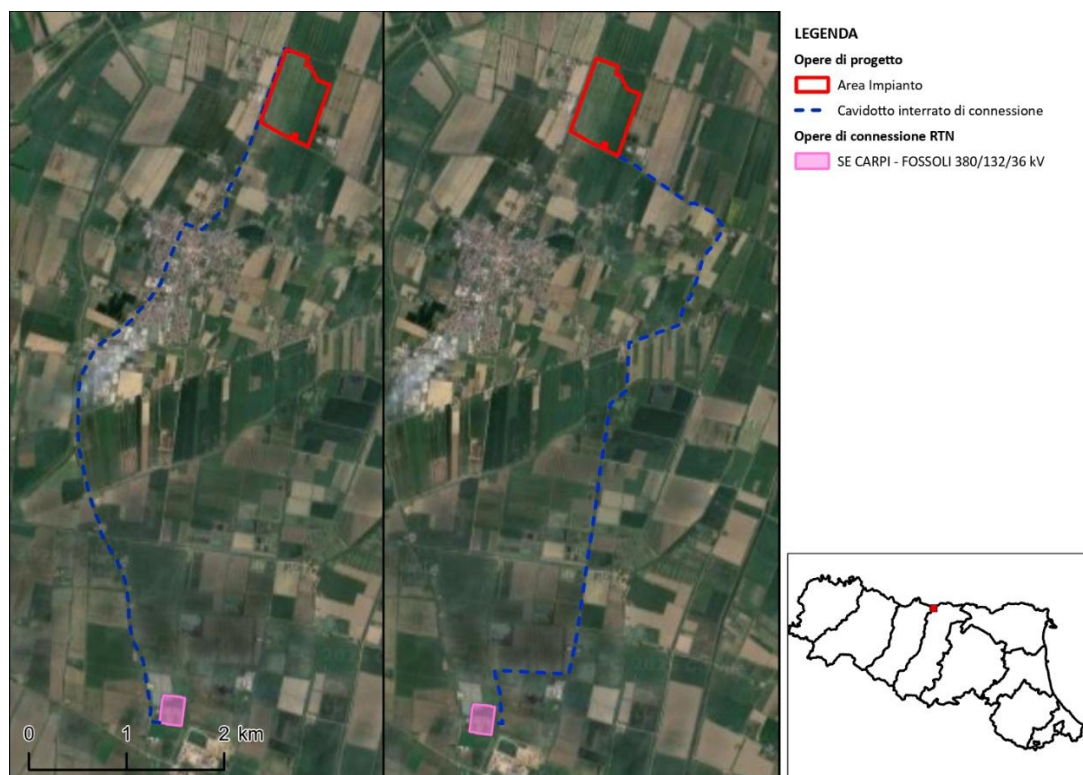 LEGENDA
Opere di progetto
Area Impianto
Cavidotto interrato di connessione
Opere di connessione RTN
SE CARPI - FOSSOLI 380/132/36 kV
0 1 2 km